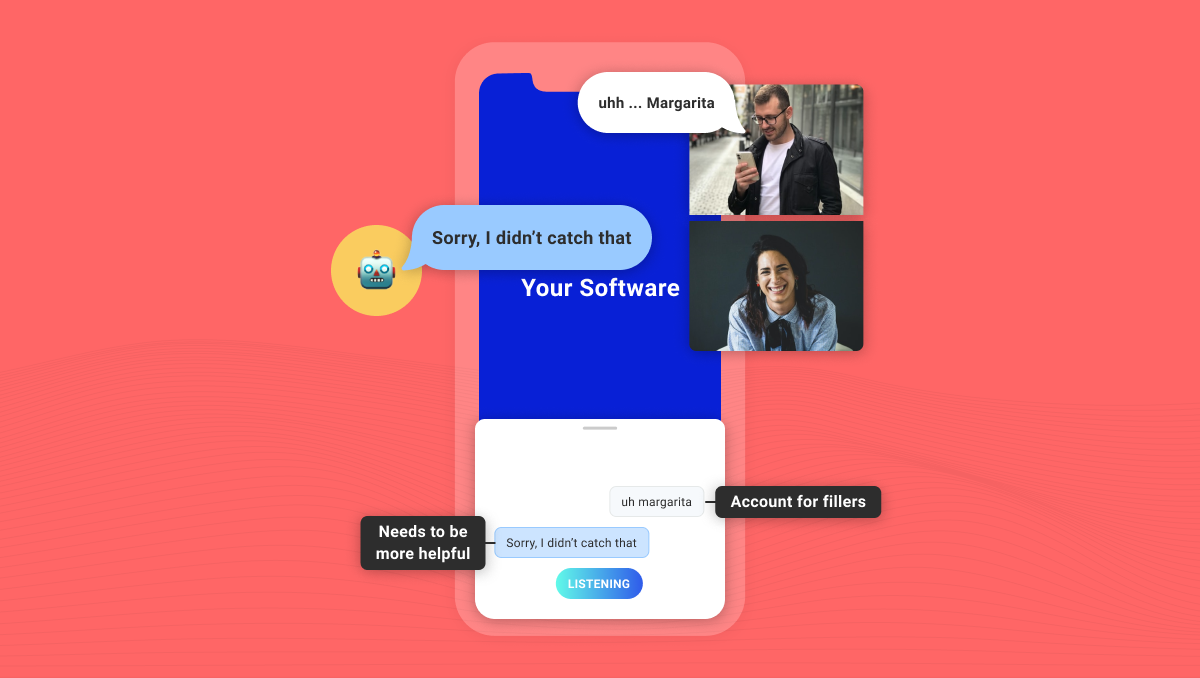 uhh ... Margarita
Sorry, I didn’t catch that
Your Software
uh margarita
Account for fillers
Needs to be
more helpful
Sorry, I didn’t catch that
LISTENING